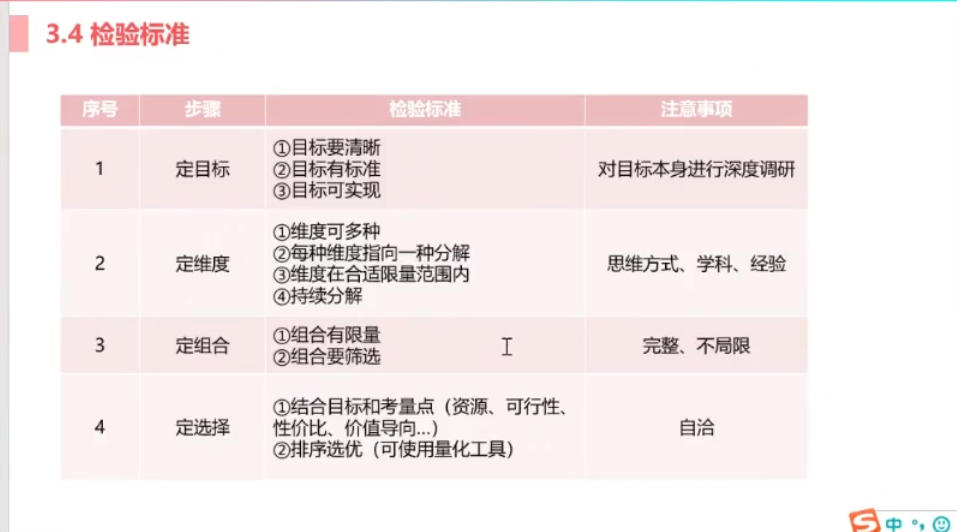 3.4 检验标准
序号 步骤 检验标准 注意事项
1 定目标 ①目标要清晰
②目标有标准
③目标可实现 对目标本身进行深度调研
2 定维度 ①维度可多种
②每种维度指向一种分解
③维度在合适限量范围内
④持续分解 思维方式、学科、经验
3 定组合 ①组合有限量
②组合要筛选 完整、不局限
4 定选择 ①结合目标和考量点（资源、可行性、
性价比、价值导向...）
②排序选优（可使用量化工具） 自洽
S 中 °,